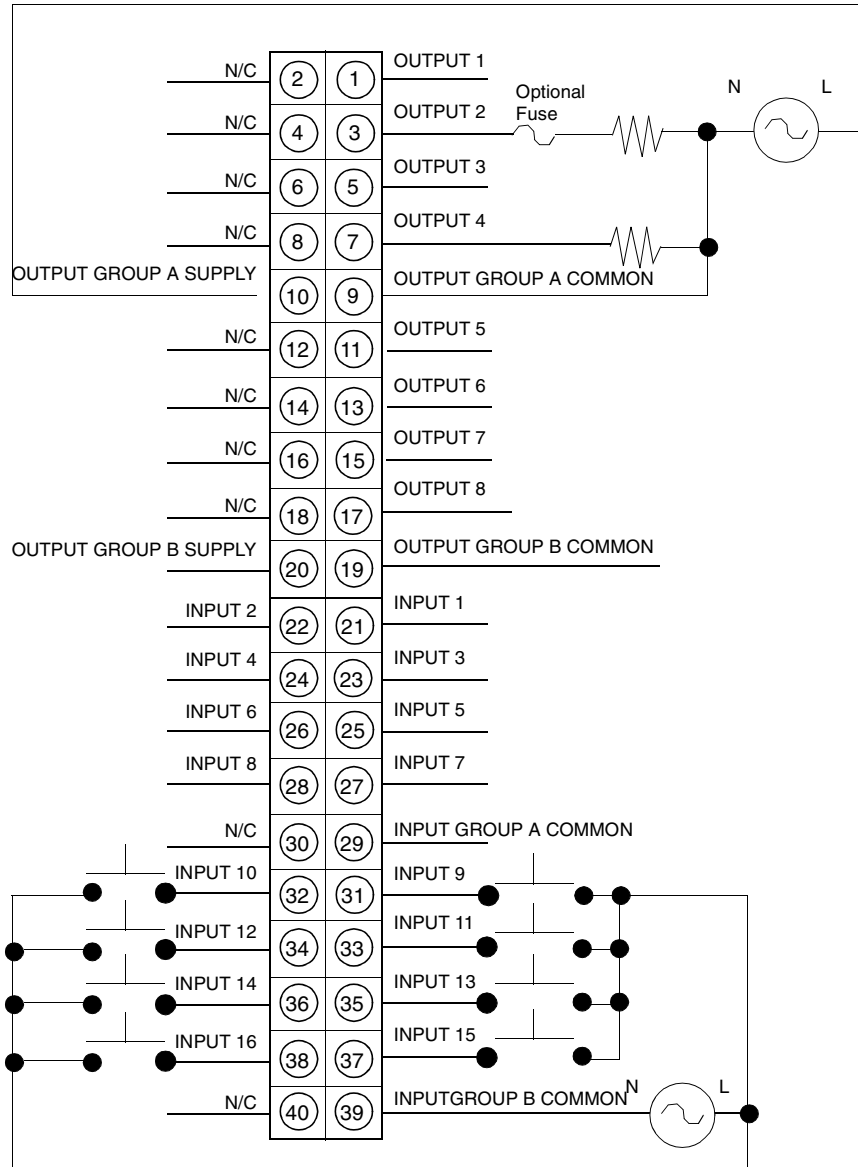 N/C 2 1 OUTPUT 1
Optional
Fuse
N L
N/C 4 3 OUTPUT 2
N/C 6 5 OUTPUT 3
N/C 8 7 OUTPUT 4
OUTPUT GROUP A SUPPLY 10 9 OUTPUT GROUP A COMMON
N/C 12 11 OUTPUT 5
N/C 14 13 OUTPUT 6
N/C 16 15 OUTPUT 7
N/C 18 17 OUTPUT 8
OUTPUT GROUP B SUPPLY 20 19 OUTPUT GROUP B COMMON
INPUT 2 22 21 INPUT 1
INPUT 4 24 23 INPUT 3
INPUT 6 26 25 INPUT 5
INPUT 8 28 27 INPUT 7
N/C 30 29 INPUT GROUP A COMMON
INPUT 10 32 31 INPUT 9
INPUT 12 34 33 INPUT 11
INPUT 14 36 35 INPUT 13
INPUT 16 38 37 INPUT 15
N/C 40 39 INPUTGROUP B COMMON N L